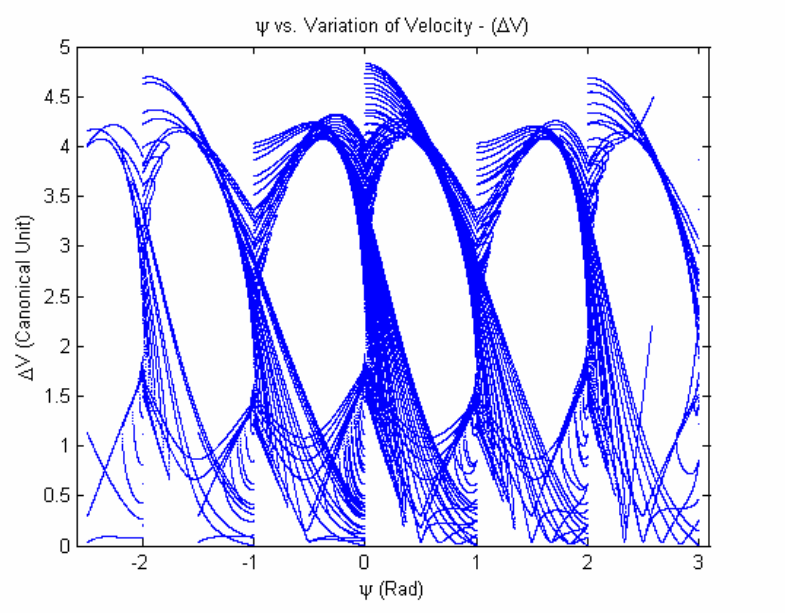 ψ vs. Variation of Velocity - (ΔV)
5
4.5
4
3.5
3
2.5
2
1.5
1
0.5
0
ΔV (Canonical Unit)
-2 -1 0 1 2 3
ψ (Rad)